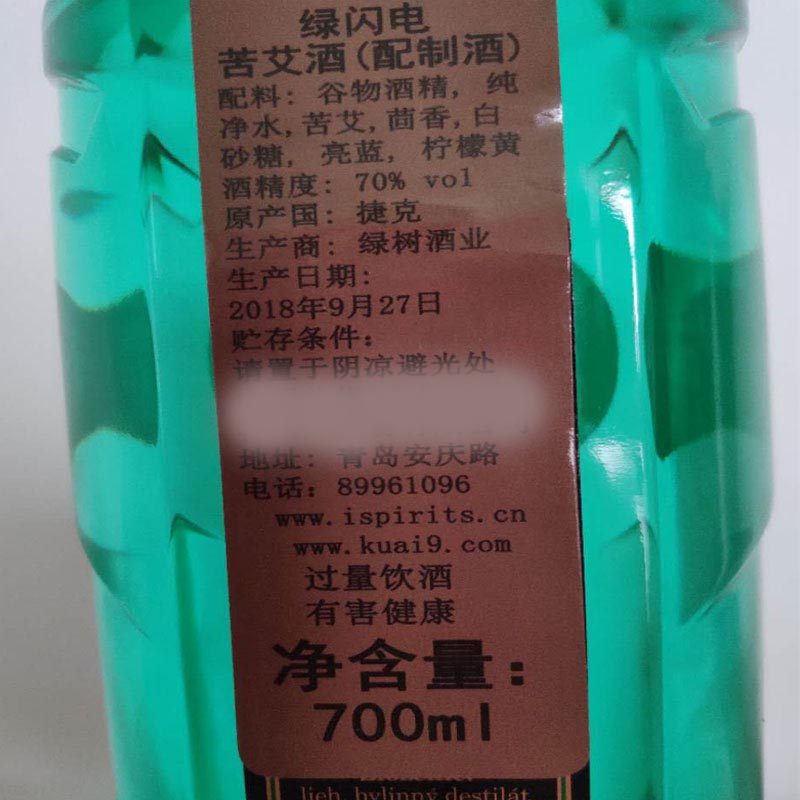 绿闪电
苦艾酒(配制酒)
配料: 谷物酒精, 纯
净水, 苦艾, 茴香, 白
砂糖, 亮蓝, 柠檬黄
酒精度: 70% vol
原产国: 捷克
生产商: 绿树酒业
生产日期:
2018年9月27日
贮存条件:
请置于阴凉避光处
地址: 青岛安庆路
电话: 89961096
www.ispirits.cn
www.kuai9.com
过量饮酒
有害健康
净含量:
700ml
lieh, bylinný destilát